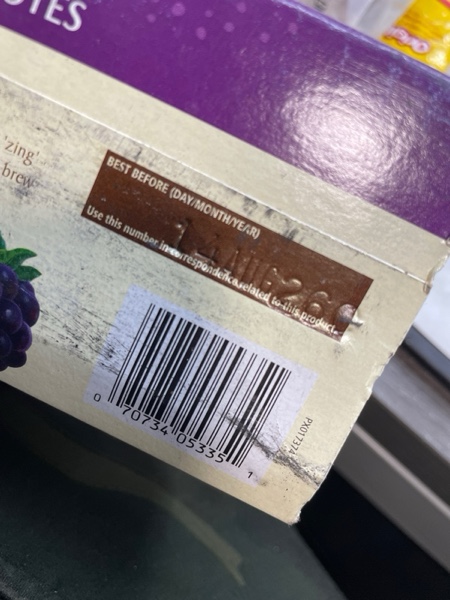 'zing'
brew
BEST BEFORE (DAY/MONTH/YEAR)
Use this number in correspondence related to this product.
0 70734 05335 1
PX017374